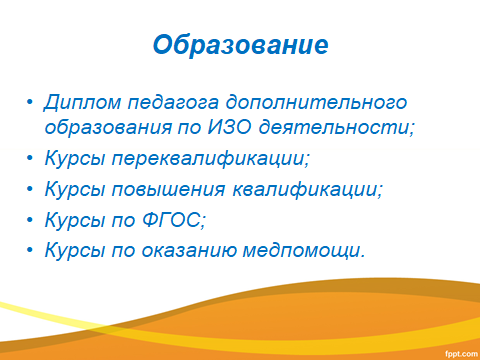 Образование
• Диплом педагога дополнительного
образования по ИЗО деятельности;
• Курсы переквалификации;
• Курсы повышения квалификации;
• Курсы по ФГОС;
• Курсы по оказанию медпомощи.
fppt.com